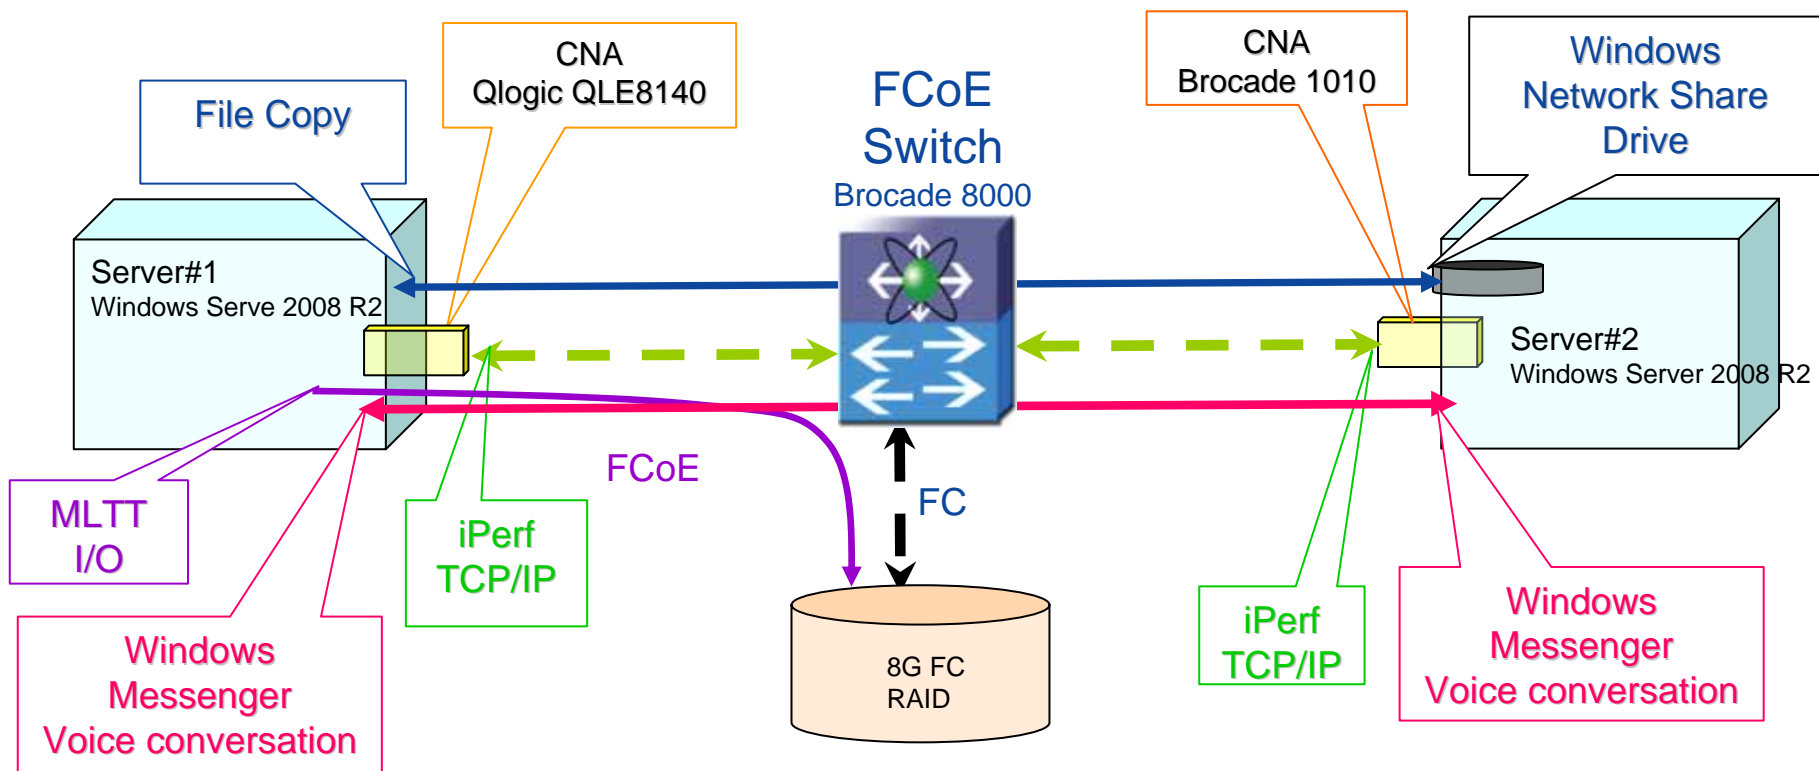 CNA
Qlogic QLE8140
File Copy
FCoE
Switch
Brocade 8000
CNA
Brocade 1010
Windows
Network Share
Drive
Server#1
Windows Serve 2008 R2
Server#2
Windows Server 2008 R2
MLTT
I/O
FCoE
iPerf
TCP/IP
FC
Windows
Messenger
Voice conversation
8G FC
RAID
iPerf
TCP/IP
Windows
Messenger
Voice conversation